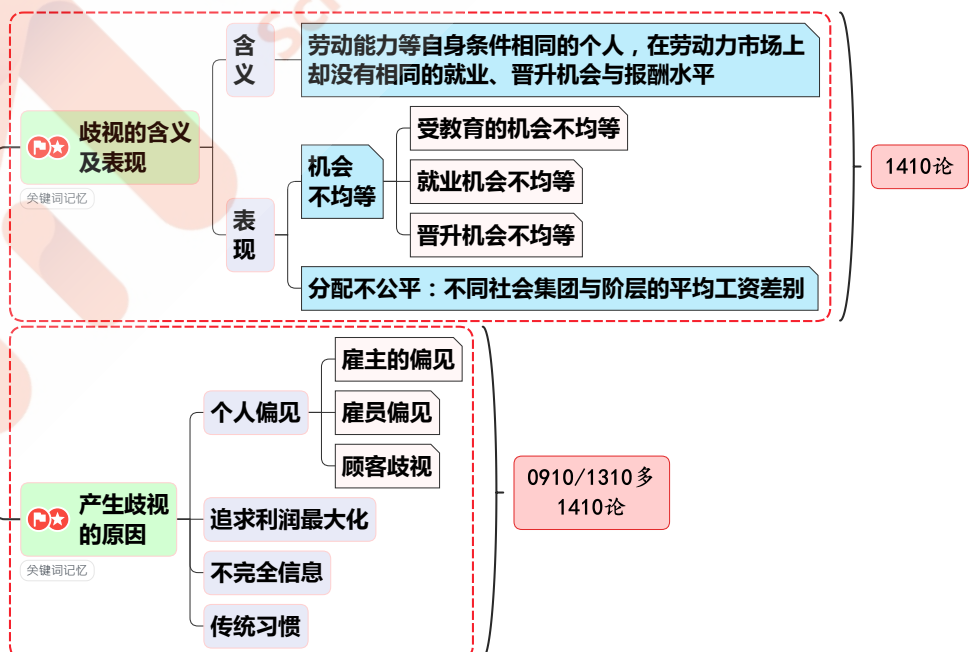 含
义
劳动能力等自身条件相同的个人，在劳动力市场上
却没有相同的就业、晋升机会与报酬水平
歧视的含义
及表现
关键词记忆
机会
不均等
受教育的机会不均等
就业机会不均等
晋升机会不均等
表
现
分配不公平：不同社会集团与阶层的平均工资差别
1410论
产生歧视
的原因
关键词记忆
个人偏见
雇主的偏见
雇员偏见
顾客歧视
追求利润最大化
不完全信息
传统习惯
0910/1310多
1410论